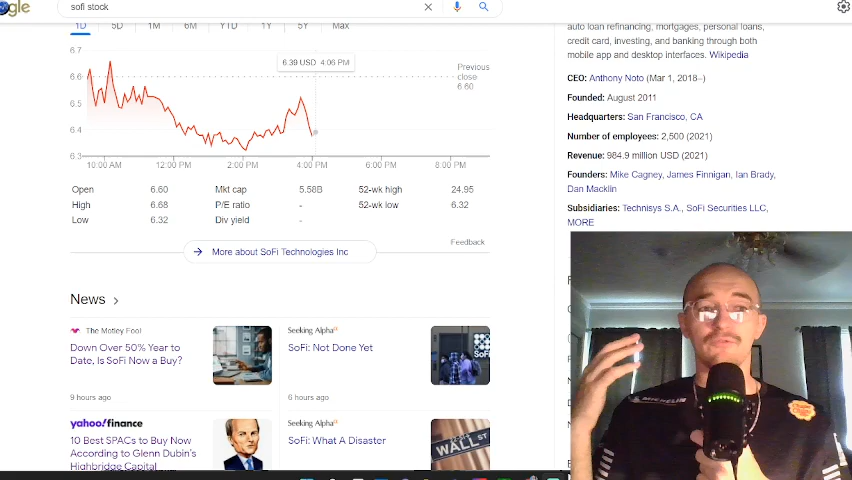 gle
sofi stock
1D 5D 1M 6M YTD 1Y 5Y Max
6.7
6.6
6.5
6.4
6.3
6.39 USD 4:06 PM
Previous
close
6.60
10:00 AM 12:00 PM 2:00 PM 4:00 PM 6:00 PM 8:00 PM
Open 6.60 Mkt cap 5.58B 52-wk high 24.95
High 6.68 P/E ratio - 52-wk low 6.32
Low 6.32 Div yield -
More about SoFi Technologies Inc
Feedback
News
The Motley Fool
Down Over 50% Year to
Date, Is SoFi Now a Buy?
9 hours ago
Seeking Alpha
SoFi: Not Done Yet
SoFi
6 hours ago
yahoo!finance
10 Best SPACs to Buy Now
According to Glenn Dubin's
Highbridge Capital
Seeking Alpha
SoFi: What A Disaster
WALL ST
auto loan refinancing, mortgages, personal loans,
credit card, investing, and banking through both
mobile app and desktop interfaces. Wikipedia
CEO: Anthony Noto (Mar 1, 2018–)
Founded: August 2011
Headquarters: San Francisco, CA
Number of employees: 2,500 (2021)
Revenue: 984.9 million USD (2021)
Founders: Mike Cagney, James Finnigan, Ian Brady,
Dan Macklin
Subsidiaries: Technisys S.A., SoFi Securities LLC,
MORE
MICHELIN